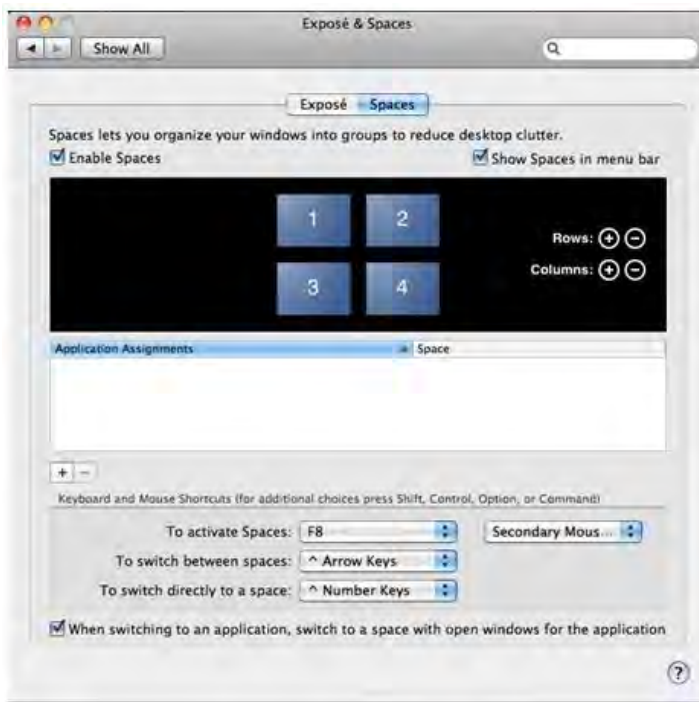 Exposé & Spaces
Show All
Exposé Spaces
Spaces lets you organize your windows into groups to reduce desktop clutter.
Enable Spaces Show Spaces in menu bar
1 2
Rows: + −
Columns: + −
3 4
Application Assignments Space
+ −
Keyboard and Mouse Shortcuts (for additional choices press Shift, Control, Option, or Command)
To activate Spaces: F8 Secondary Mous...
To switch between spaces: ^ Arrow Keys
To switch directly to a space: ^ Number Keys
When switching to an application, switch to a space with open windows for the application
?